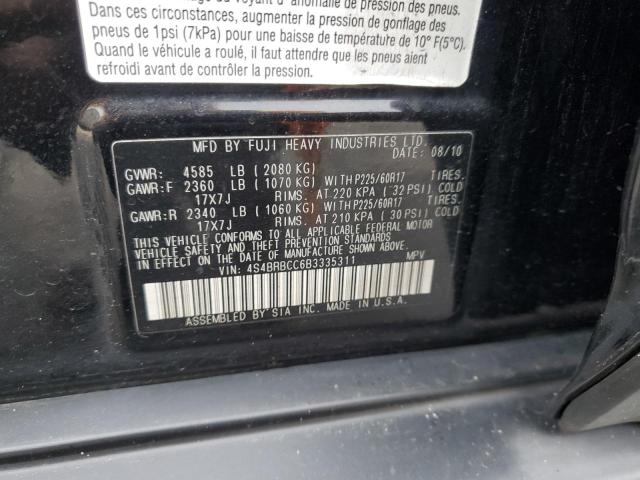 voyant d'anomalie de pression des pneus.
Dans ces circonstances, augmenter la pression de gonflage
des pneus de 1psi (7kPa) pour une baisse de température de 10° F(5°C).
Quand le véhicule a roulé, il faut attendre que les pneus aient
refroidi avant de contrôler la pression.
MFD BY FUJI HEAVY INDUSTRIES LTD.
DATE: 08/10
GVWR: 4585 LB (2080 KG)
GAWR:F 2360 LB (1070 KG)WITH P225/60R17 TIRES.
17X7J RIMS. AT 220 KPA (32 PSI) COLD
GAWR:R 2340 LB (1060 KG)WITH P225/60R17 TIRES.
17X7J RIMS. AT 210 KPA (30 PSI) COLD
THIS VEHICLE CONFORMS TO ALL APPLICABLE FEDERAL MOTOR
VEHICLE SAFETY STANDARDS IN EFFECT ON THE DATE OF
MANUFACTURE SHOWN ABOVE.
VIN: 4S4BRBCC6B3335311 MPV
ASSEMBLED BY SIA INC. MADE IN U.S.A.